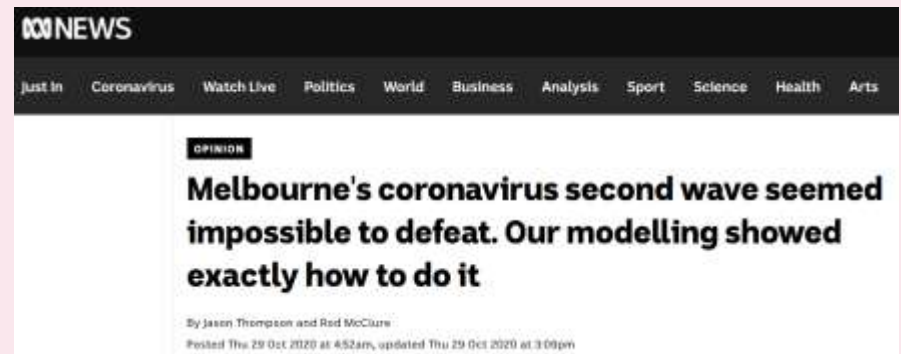 NEWS
Just In Coronavirus Watch Live Politics World Business Analysis Sport Science Health Arts
OPINION
Melbourne's coronavirus second wave seemed
impossible to defeat. Our modelling showed
exactly how to do it
By Jason Thompson and Rod McClure
Posted Thu 29 Oct 2020 at 4:52am, updated Thu 29 Oct 2020 at 3:09pm